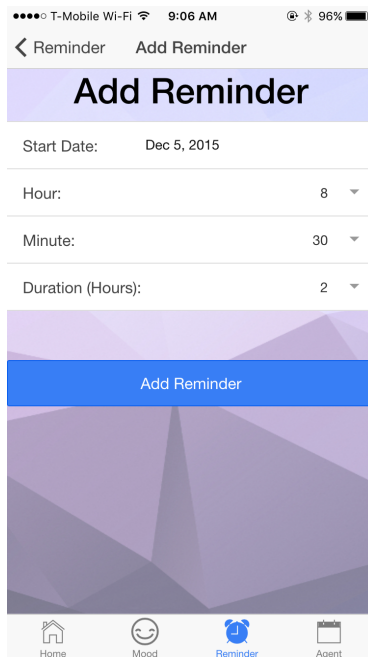 T-Mobile Wi-Fi 9:06 AM 96%
Reminder Add Reminder
Add Reminder
Start Date: Dec 5, 2015
Hour: 8
Minute: 30
Duration (Hours): 2
Add Reminder
Home Mood Reminder Agent